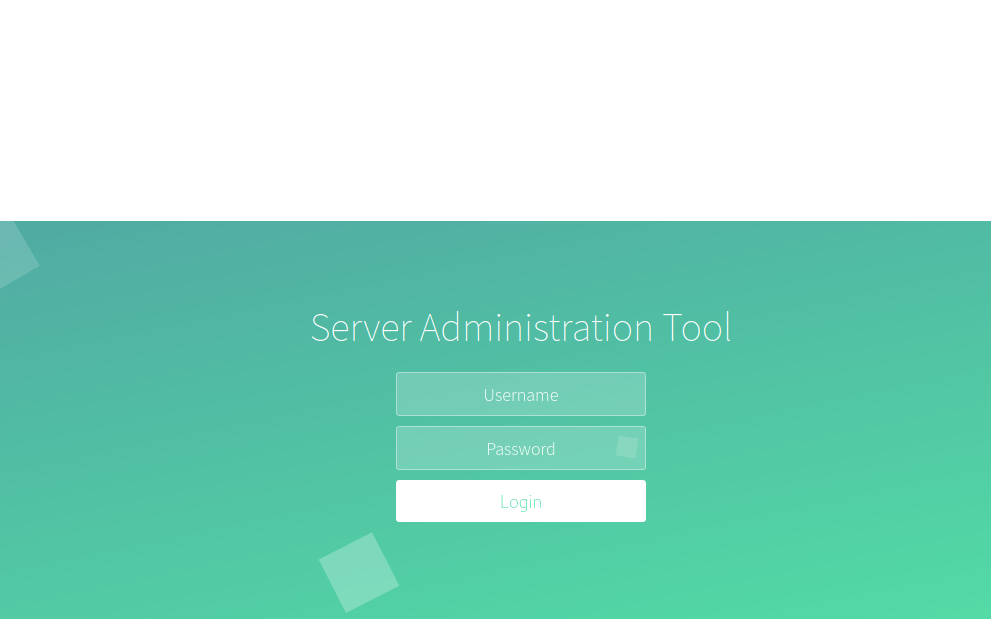 Server Administration Tool
Username
Password
Login